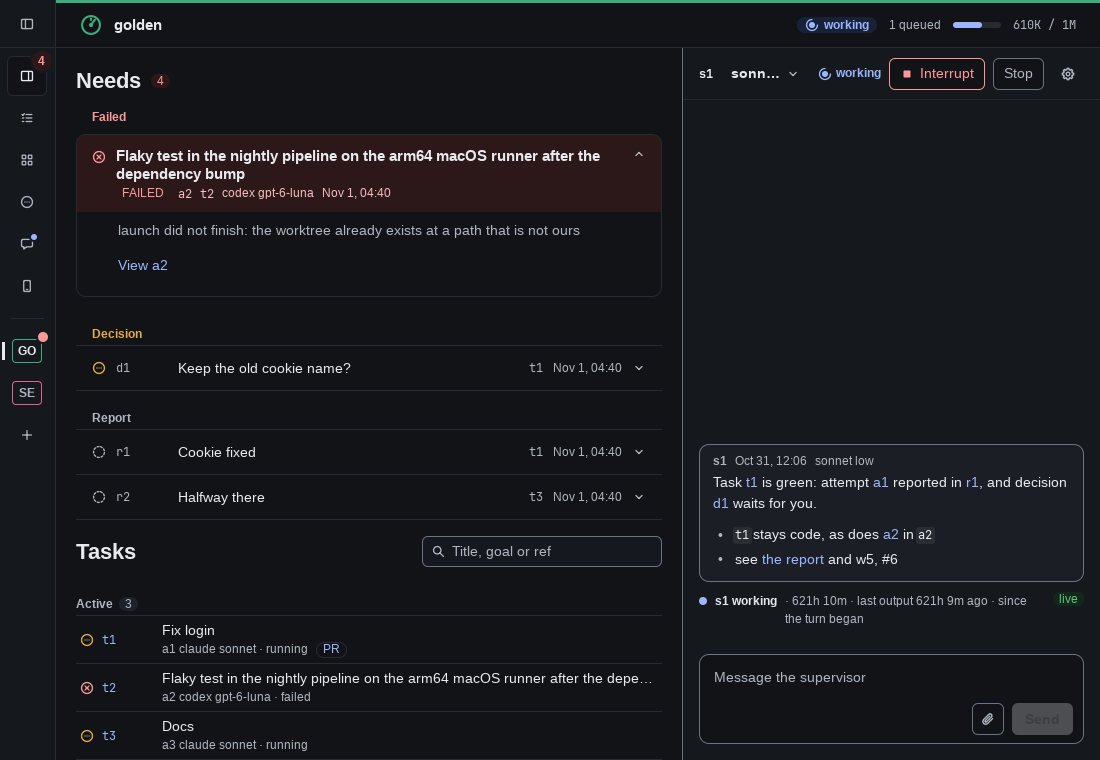 golden
working
1 queued
610K / 1M
4
GO
SE
Needs 4
Failed
Flaky test in the nightly pipeline on the arm64 macOS runner after the
dependency bump
FAILED a2 t2 codex gpt-6-luna Nov 1, 04:40
launch did not finish: the worktree already exists at a path that is not ours
View a2
Decision
d1 Keep the old cookie name? t1 Nov 1, 04:40
Report
r1 Cookie fixed t1 Nov 1, 04:40
r2 Halfway there t3 Nov 1, 04:40
Tasks
Title, goal or ref
Active 3
t1 Fix login
a1 claude sonnet · running PR
t2 Flaky test in the nightly pipeline on the arm64 macOS runner after the depe…
a2 codex gpt-6-luna · failed
t3 Docs
a3 claude sonnet · running
s1 sonn… working Interrupt Stop
s1 Oct 31, 12:06 sonnet low
Task t1 is green: attempt a1 reported in r1, and decision
d1 waits for you.
• t1 stays code, as does a2 in a2
• see the report and w5, #6
s1 working · 621h 10m · last output 621h 9m ago · since
the turn began
live
Message the supervisor
Send